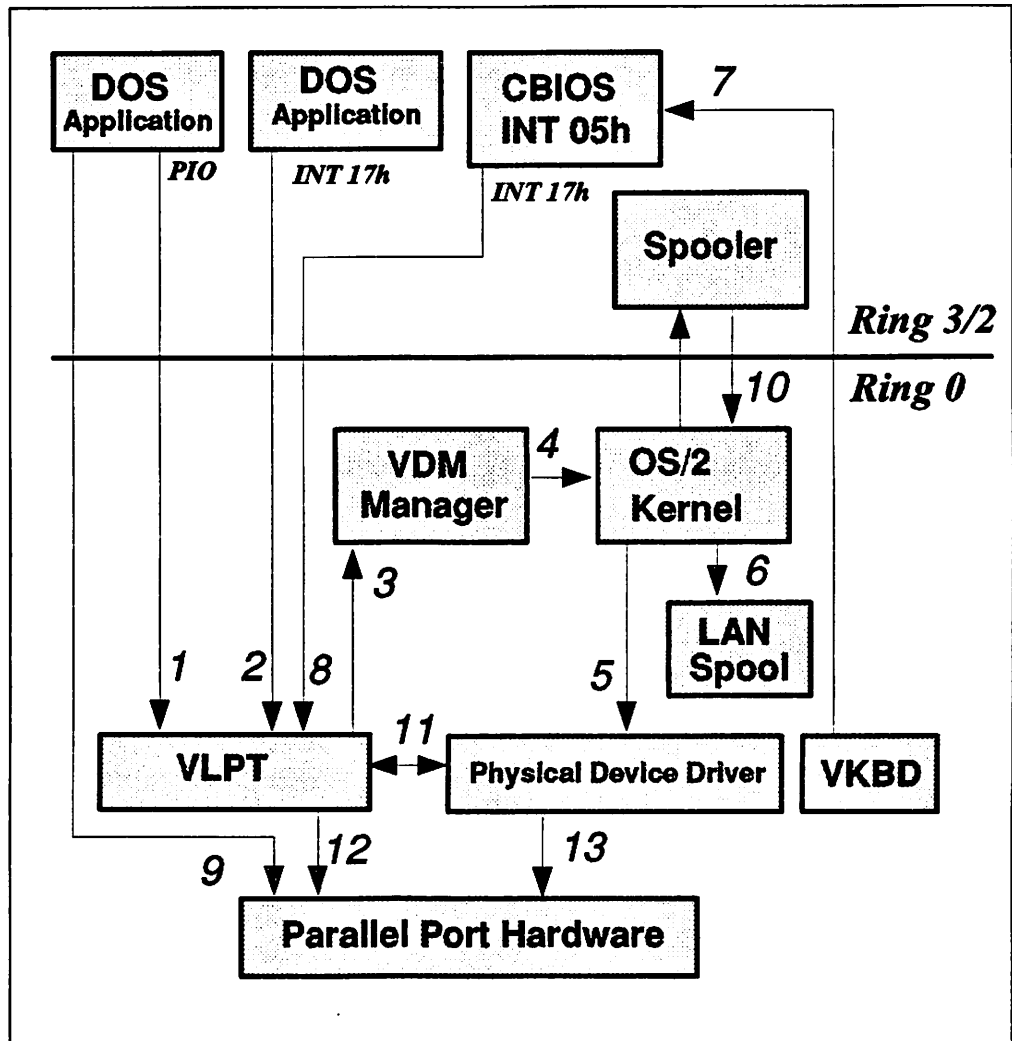 DOS
Application
DOS
Application
CBIOS
INT 05h
7
PIO
INT 17h
INT 17h
Spooler
Ring 3/2
Ring 0
10
VDM
Manager
4
OS/2
Kernel
3
6
LAN
Spool
1
2
8
5
VLPT
11
Physical Device Driver
VKBD
9
12
13
Parallel Port Hardware